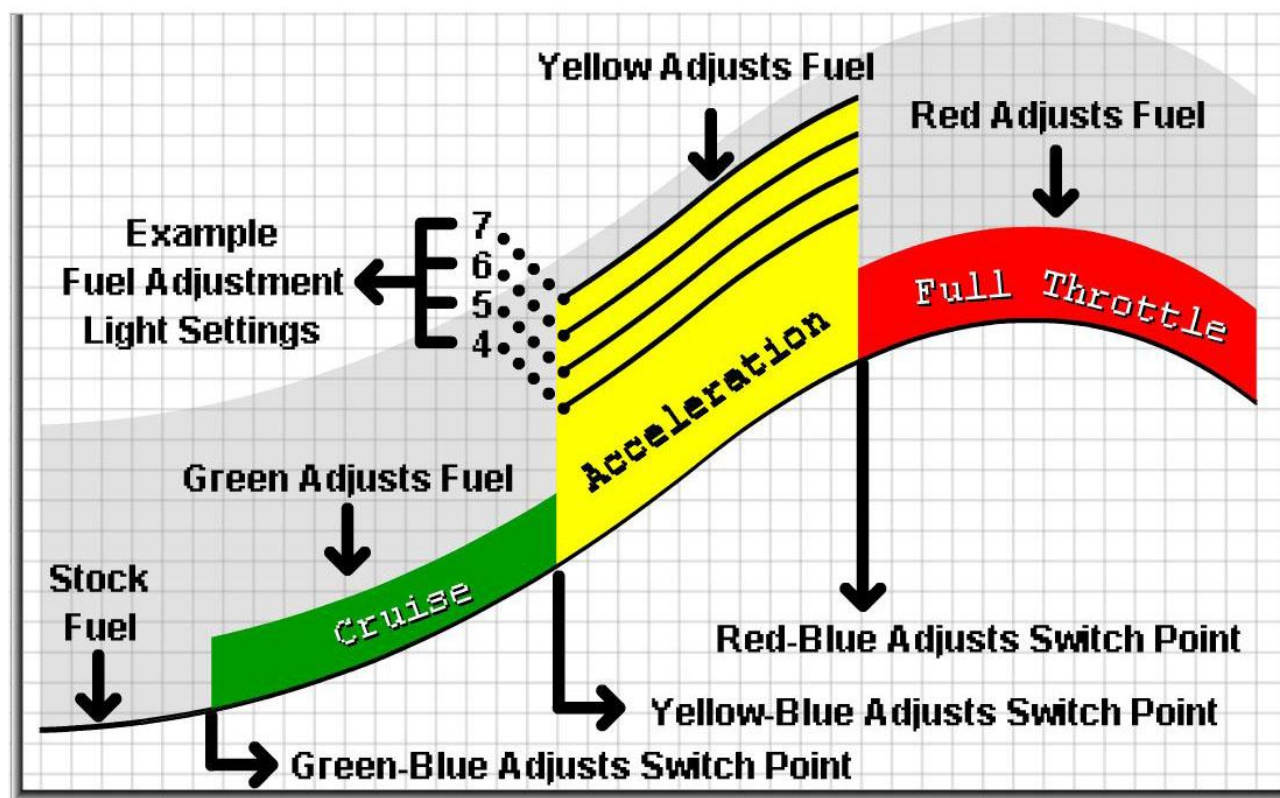 Yellow Adjusts Fuel
Red Adjusts Fuel
Example
Fuel Adjustment
Light Settings
7
6
5
4
Full Throttle
Acceleration
Green Adjusts Fuel
Cruise
Stock
Fuel
Red-Blue Adjusts Switch Point
Yellow-Blue Adjusts Switch Point
Green-Blue Adjusts Switch Point